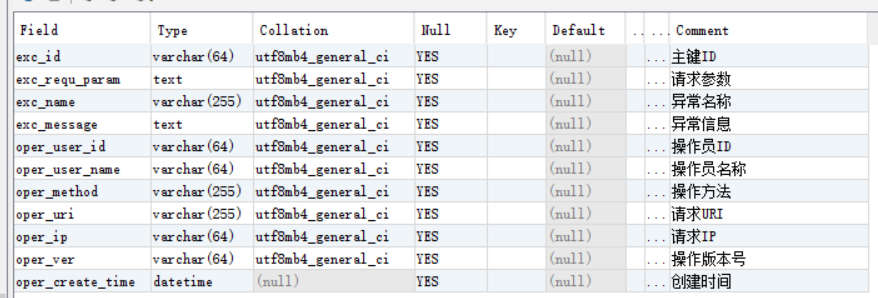 Field Type Collation Null Key Default .. ... Comment
exc_id varchar(64) utf8mb4_general_ci YES (null) ... 主键ID
exc_requ_param text utf8mb4_general_ci YES (null) ... 请求参数
exc_name varchar(255) utf8mb4_general_ci YES (null) ... 异常名称
exc_message text utf8mb4_general_ci YES (null) ... 异常信息
oper_user_id varchar(64) utf8mb4_general_ci YES (null) ... 操作员ID
oper_user_name varchar(64) utf8mb4_general_ci YES (null) ... 操作员名称
oper_method varchar(255) utf8mb4_general_ci YES (null) ... 操作方法
oper_uri varchar(255) utf8mb4_general_ci YES (null) ... 请求URI
oper_ip varchar(64) utf8mb4_general_ci YES (null) ... 请求IP
oper_ver varchar(64) utf8mb4_general_ci YES (null) ... 操作版本号
oper_create_time datetime (null) YES (null) ... 创建时间